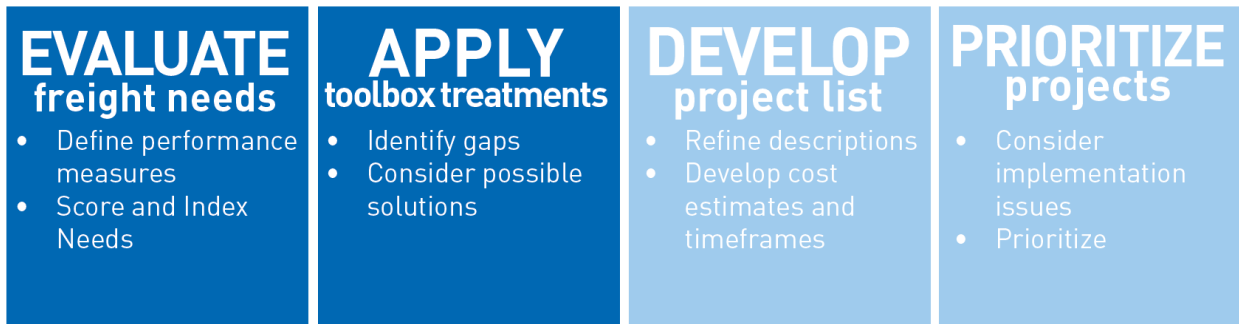 EVALUATE
freight needs
• Define performance
measures
• Score and Index
Needs
APPLY
toolbox treatments
• Identify gaps
• Consider possible
solutions
DEVELOP
project list
• Refine descriptions
• Develop cost
estimates and
timeframes
PRIORITIZE
projects
• Consider
implementation
issues
• Prioritize